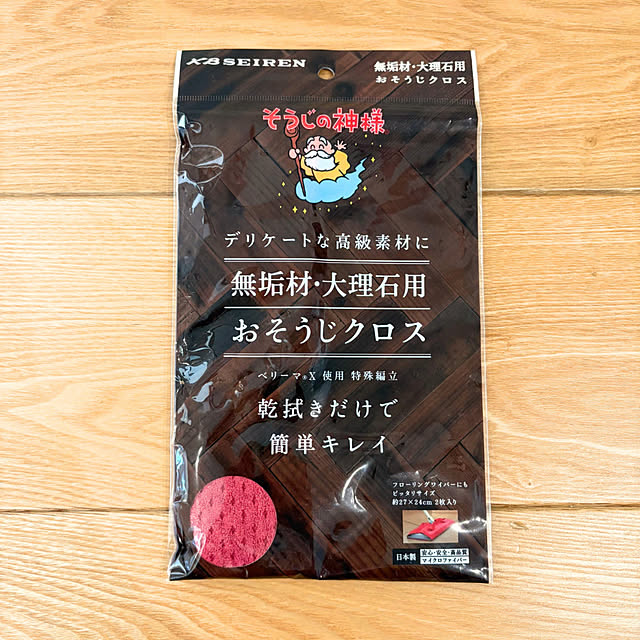 KB SEIREN
無垢材・大理石用
おそうじクロス
そうじの神様
デリケートな高級素材に
無垢材・大理石用
おそうじクロス
ベリーマ®X 使用 特殊編立
乾拭きだけで
簡単キレイ
フローリングワイパーにも
ピッタリサイズ
約27×24cm 2枚入り
日本製
安心・安全・高品質
マイクロファイバー